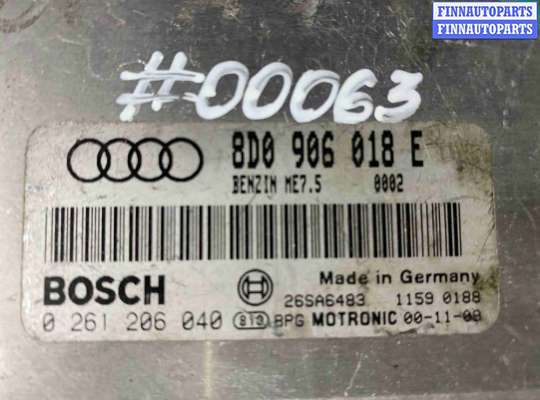 FINNAUTOPARTS
FINNAUTOPARTS
#00063
8D0 906 018 E
BENZIN ME7.5 0002
BOSCH
Made in Germany
26SA6483 1159 0188
0 261 206 040 BPG MOTRONIC 00-11-08